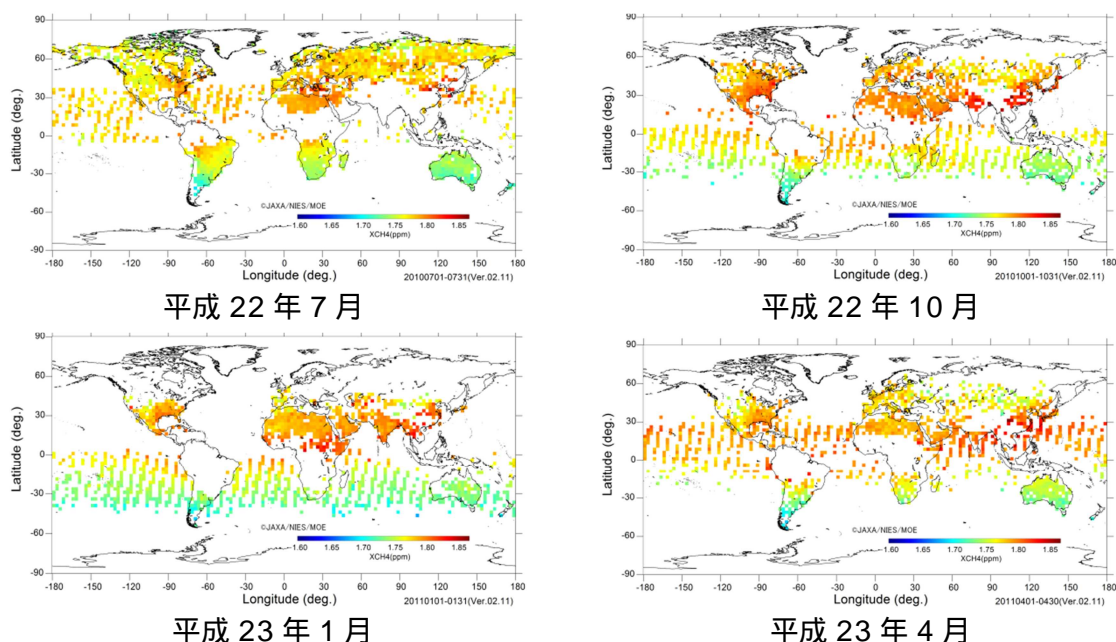 90
60
30
0
-30
-60
-90
Latitude (deg.)
©JAXA/NIES/MOE
1.60 1.65 1.70 1.75 1.80 1.85
XCH4(ppm)
-180 -150 -120 -90 -60 -30 0 30 60 90 120 150 180
Longitude (deg.)
20100701-0731(Ver.02.11)
平成 22 年 7 月
90
60
30
0
-30
-60
-90
Latitude (deg.)
©JAXA/NIES/MOE
1.60 1.65 1.70 1.75 1.80 1.85
XCH4(ppm)
-180 -150 -120 -90 -60 -30 0 30 60 90 120 150 180
Longitude (deg.)
20101001-1031(Ver.02.11)
平成 22 年 10 月
90
60
30
0
-30
-60
-90
Latitude (deg.)
©JAXA/NIES/MOE
1.60 1.65 1.70 1.75 1.80 1.85
XCH4(ppm)
-180 -150 -120 -90 -60 -30 0 30 60 90 120 150 180
Longitude (deg.)
20110101-0131(Ver.02.11)
平成 23 年 1 月
90
60
30
0
-30
-60
-90
Latitude (deg.)
©JAXA/NIES/MOE
1.60 1.65 1.70 1.75 1.80 1.85
XCH4(ppm)
-180 -150 -120 -90 -60 -30 0 30 60 90 120 150 180
Longitude (deg.)
20110401-0430(Ver.02.11)
平成 23 年 4 月